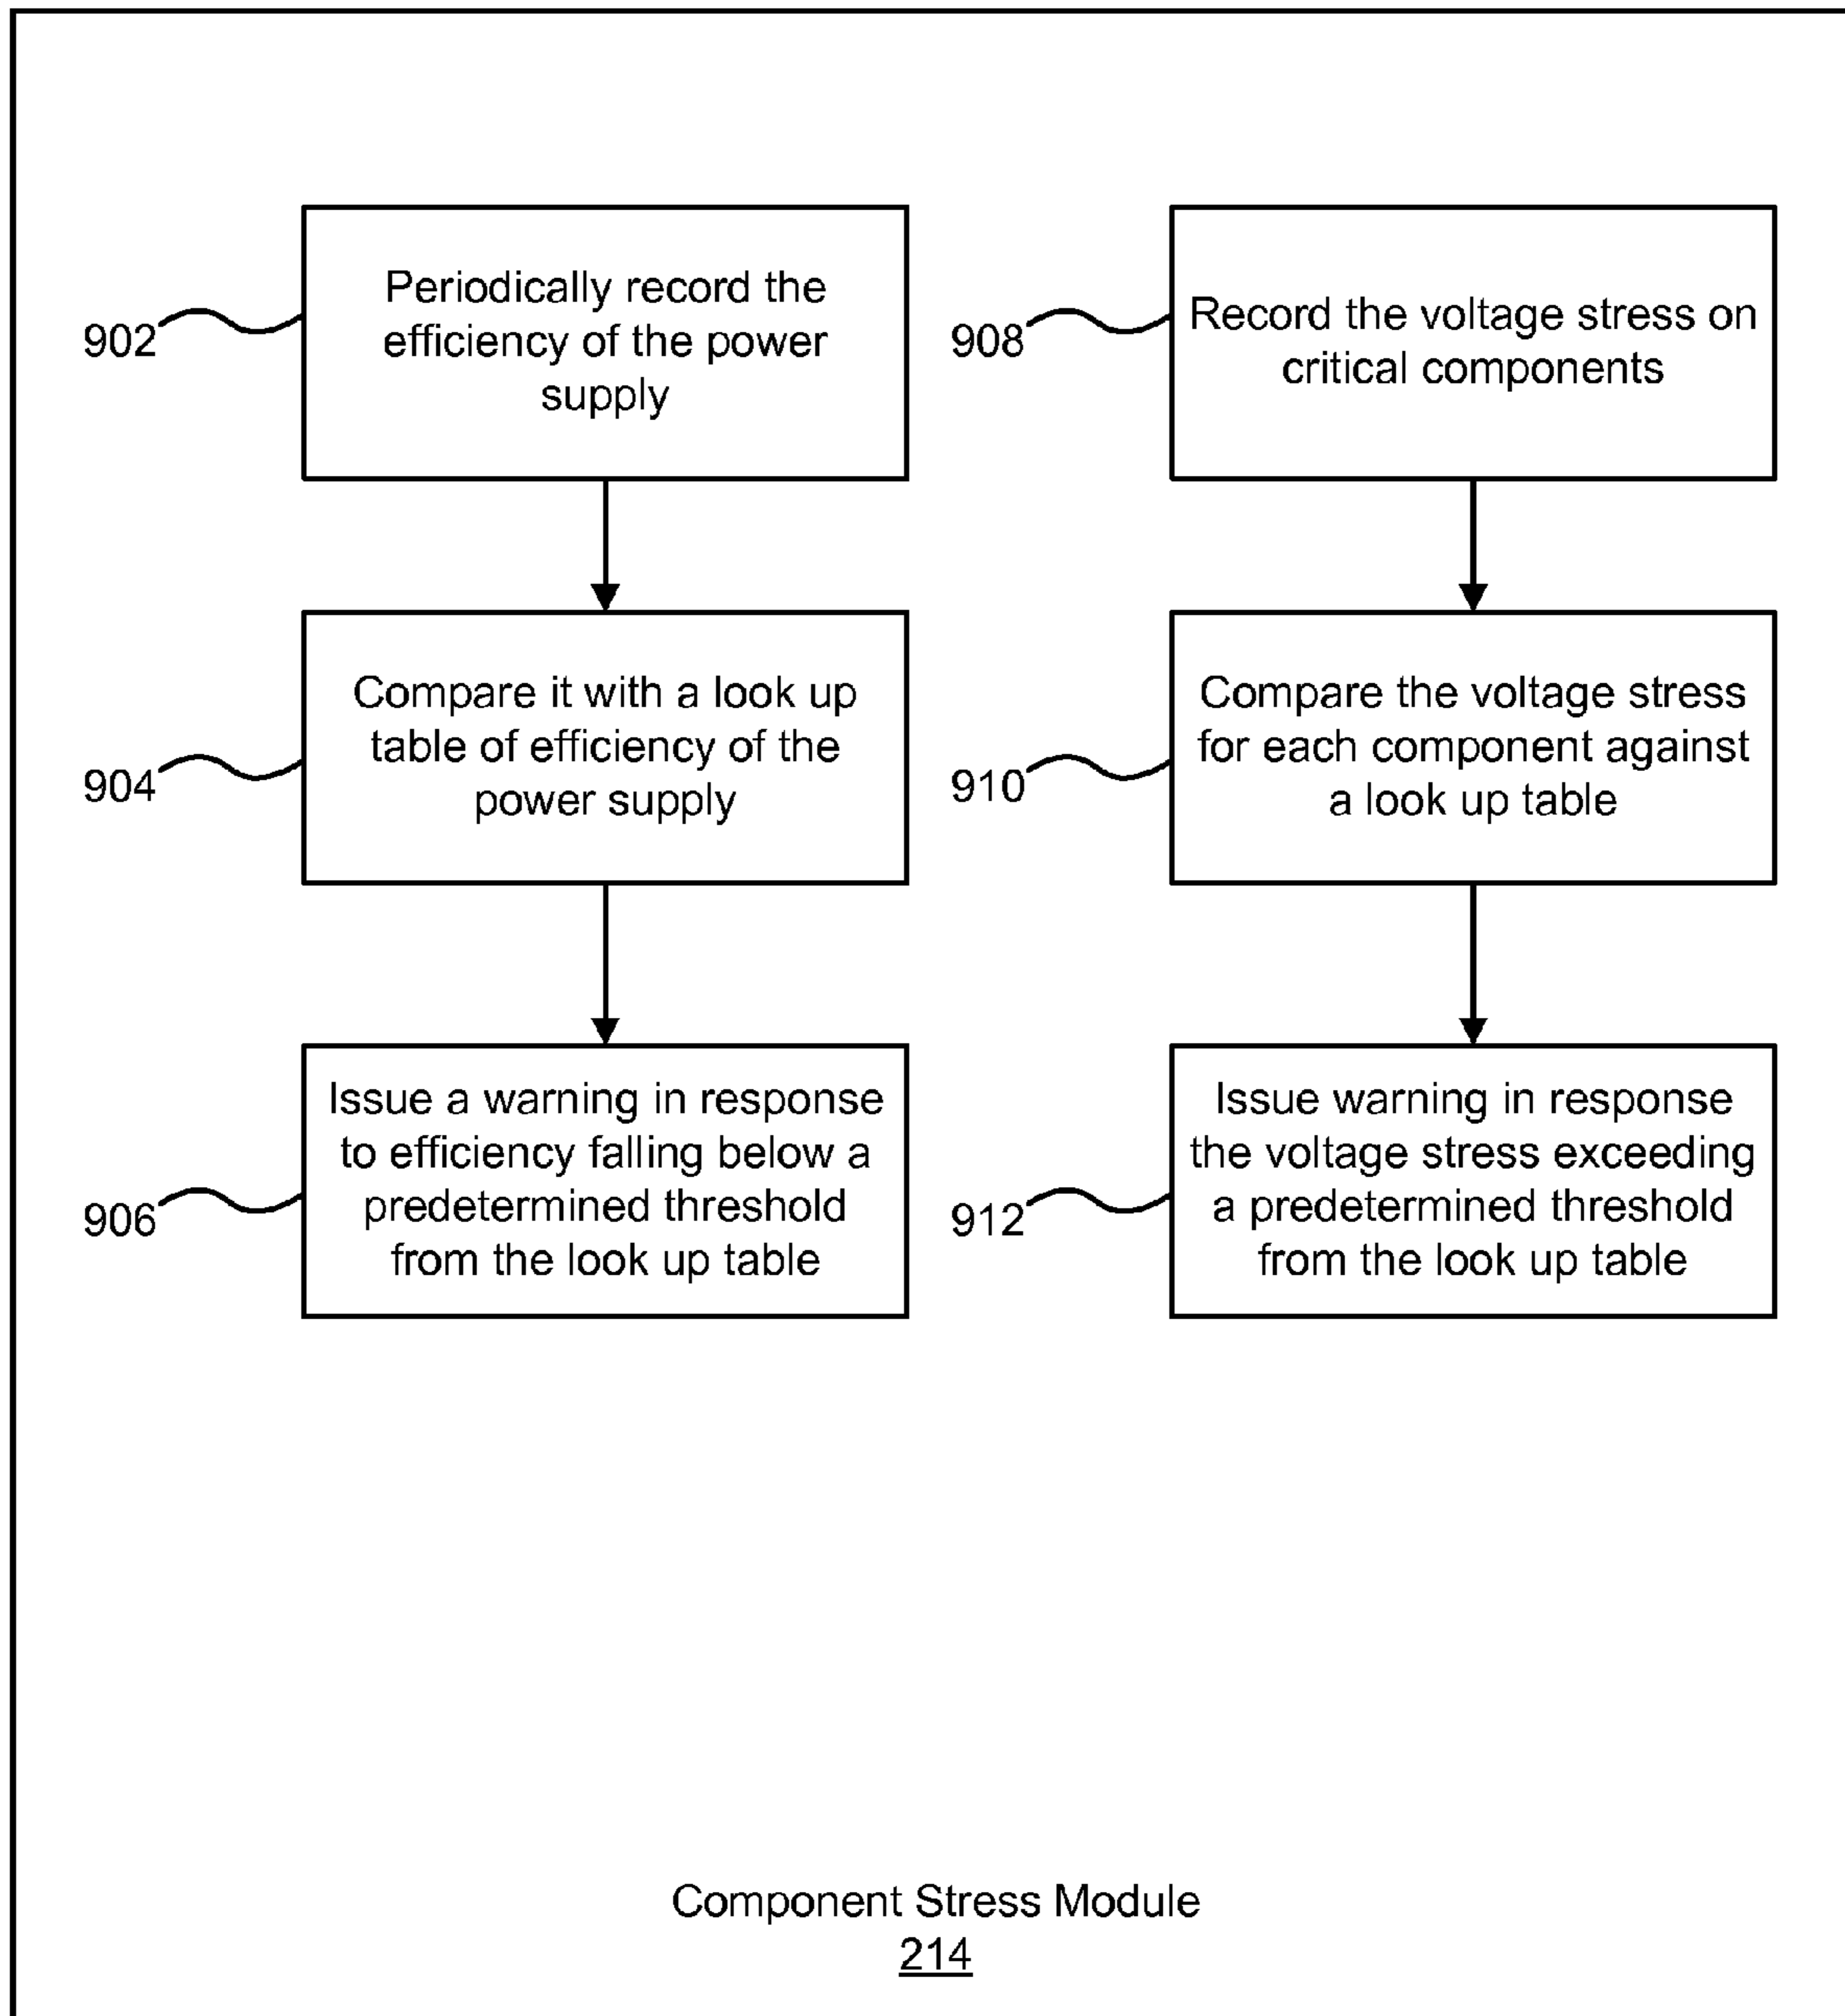 902
Periodically record the
efficiency of the power
supply
904
Compare it with a look up
table of efficiency of the
power supply
906
Issue a warning in response
to efficiency falling below a
predetermined threshold
from the look up table
908
Record the voltage stress on
critical components
910
Compare the voltage stress
for each component against
a look up table
912
Issue warning in response
the voltage stress exceeding
a predetermined threshold
from the look up table
Component Stress Module
214